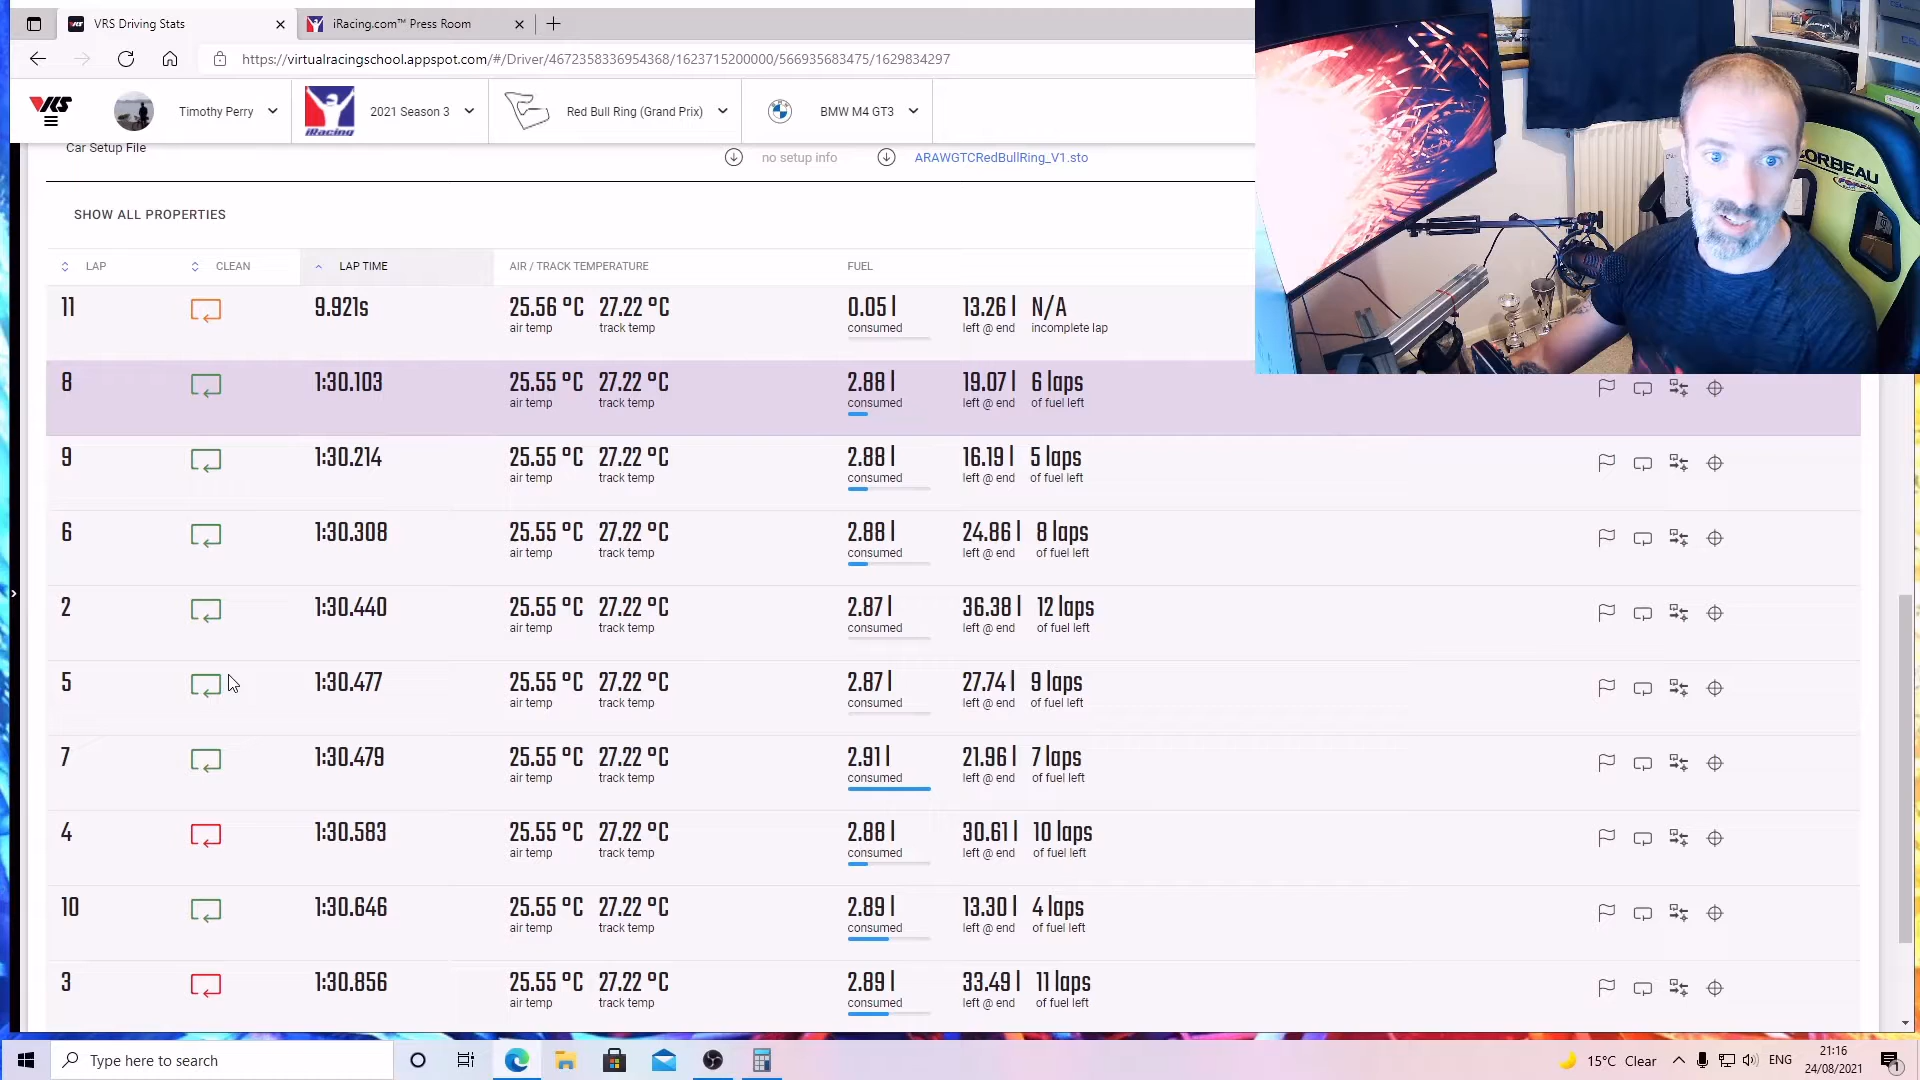 VRS Driving Stats
iRacing.com™ Press Room
https://virtualracingschool.appspot.com/#/Driver/4672358336954368/1623715200000/566935683475/1629834297
VRS
Timothy Perry
iRacing
2021 Season 3
Red Bull Ring (Grand Prix)
BMW M4 GT3
Car Setup File
no setup info
ARAWGTCRedBullRing_V1.sto
SHOW ALL PROPERTIES
LAP CLEAN LAP TIME AIR / TRACK TEMPERATURE FUEL
11 9.921s 25.56 °C 27.22 °C 0.05 l 13.26 l N/A
air temp track temp consumed left @ end incomplete lap
8 1:30.103 25.55 °C 27.22 °C 2.88 l 19.07 l 6 laps
air temp track temp consumed left @ end of fuel left
9 1:30.214 25.55 °C 27.22 °C 2.88 l 16.19 l 5 laps
air temp track temp consumed left @ end of fuel left
6 1:30.308 25.55 °C 27.22 °C 2.88 l 24.86 l 8 laps
air temp track temp consumed left @ end of fuel left
2 1:30.440 25.55 °C 27.22 °C 2.87 l 36.38 l 12 laps
air temp track temp consumed left @ end of fuel left
5 1:30.477 25.55 °C 27.22 °C 2.87 l 27.74 l 9 laps
air temp track temp consumed left @ end of fuel left
7 1:30.479 25.55 °C 27.22 °C 2.91 l 21.96 l 7 laps
air temp track temp consumed left @ end of fuel left
4 1:30.583 25.55 °C 27.22 °C 2.88 l 30.61 l 10 laps
air temp track temp consumed left @ end of fuel left
10 1:30.646 25.55 °C 27.22 °C 2.89 l 13.30 l 4 laps
air temp track temp consumed left @ end of fuel left
3 1:30.856 25.55 °C 27.22 °C 2.89 l 33.49 l 11 laps
air temp track temp consumed left @ end of fuel left
CORBEAU
Type here to search
15°C Clear
ENG
21:16
24/08/2021
1